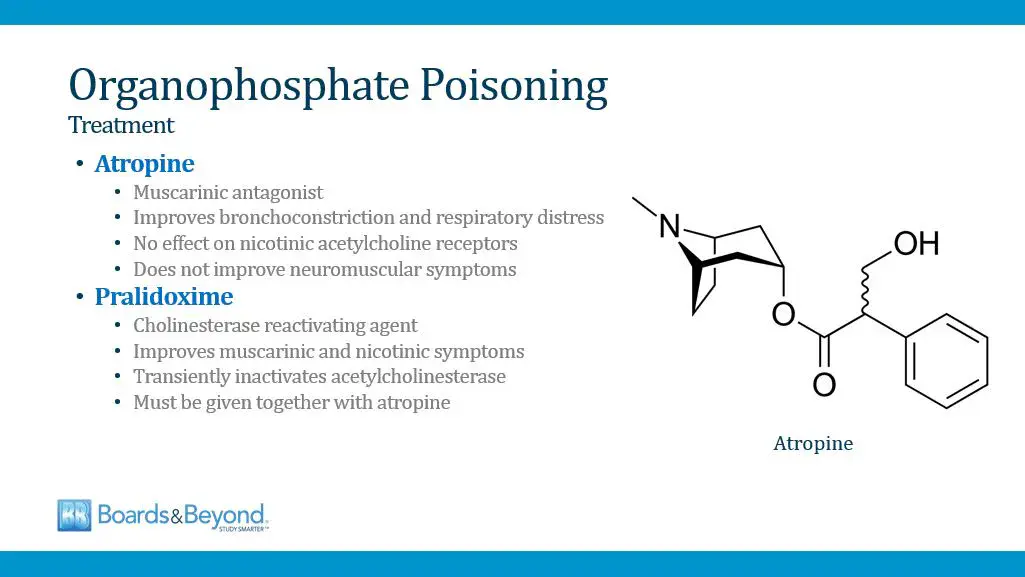 Organophosphate Poisoning
Treatment
• Atropine
• Muscarinic antagonist
• Improves bronchoconstriction and respiratory distress
• No effect on nicotinic acetylcholine receptors
• Does not improve neuromuscular symptoms
• Pralidoxime
• Cholinesterase reactivating agent
• Improves muscarinic and nicotinic symptoms
• Transiently inactivates acetylcholinesterase
• Must be given together with atropine
N
OH
O
O
Atropine
BB Boards&Beyond
STUDY SMARTER™